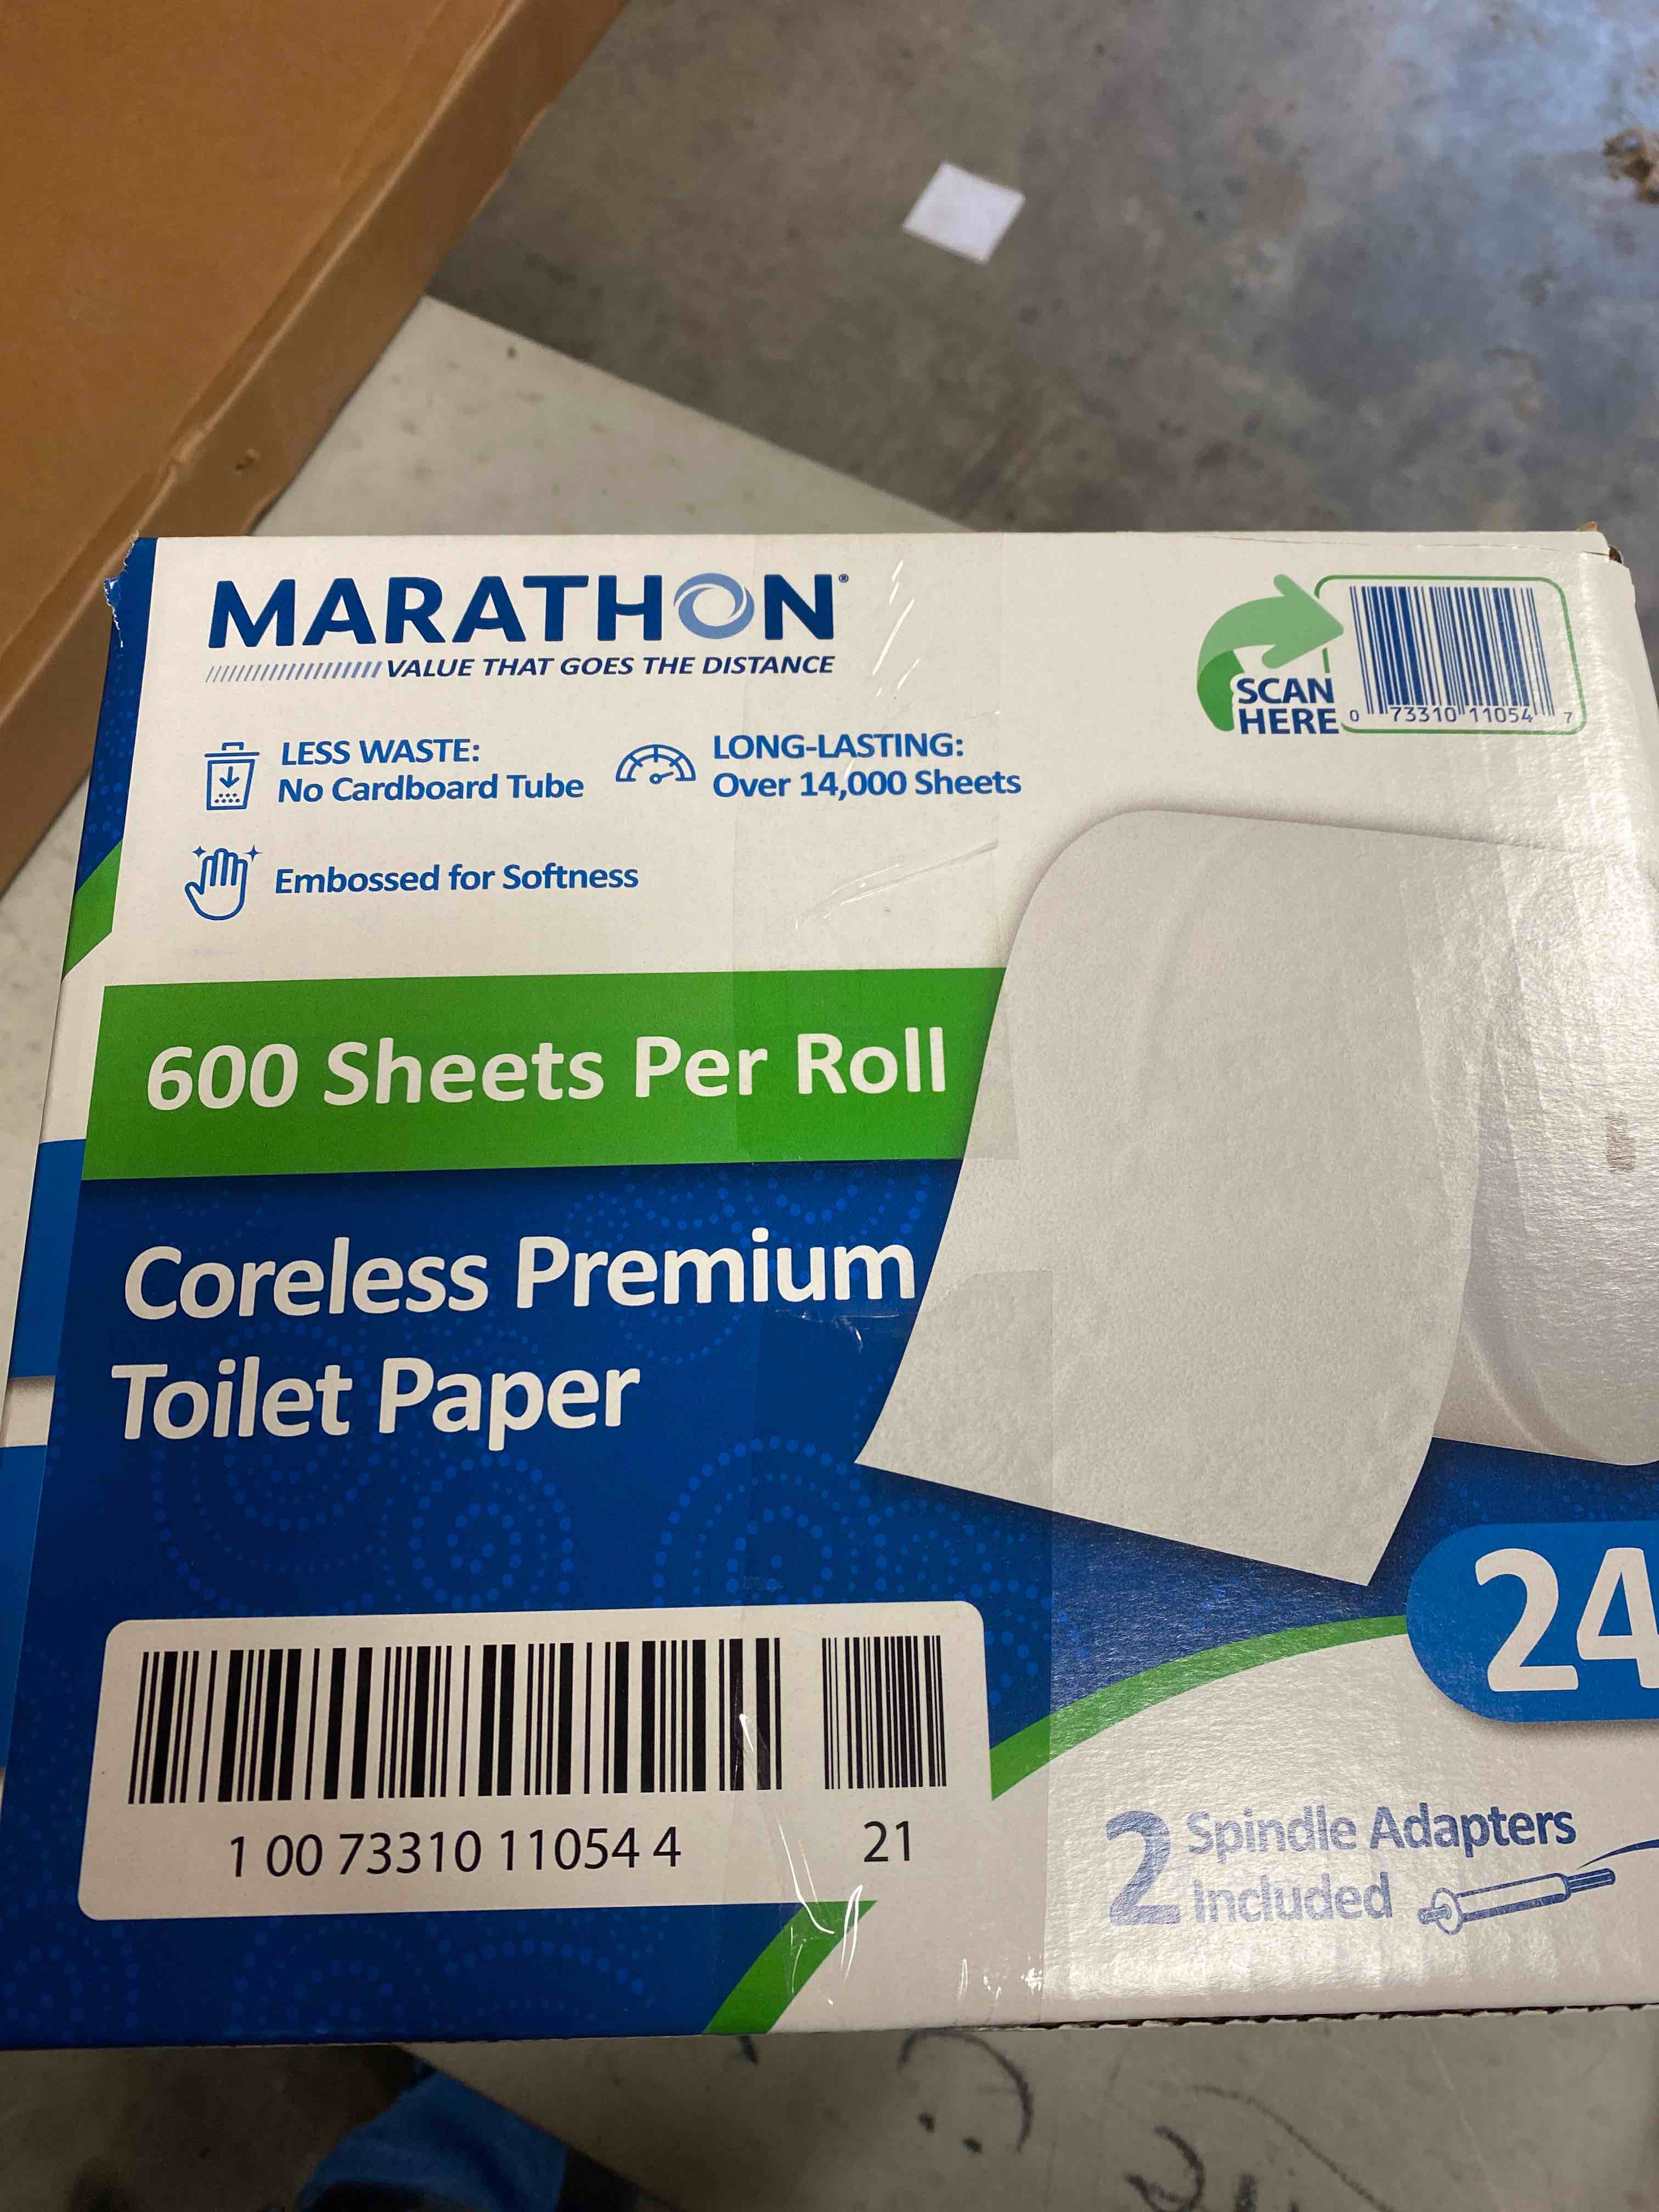 MARATHON®
VALUE THAT GOES THE DISTANCE
SCAN
HERE
0 73310 11054 7
LESS WASTE:
No Cardboard Tube
LONG-LASTING:
Over 14,000 Sheets
Embossed for Softness
600 Sheets Per Roll
Coreless Premium
Toilet Paper
24
1 00 73310 11054 4
21
2 Spindle Adapters
Included